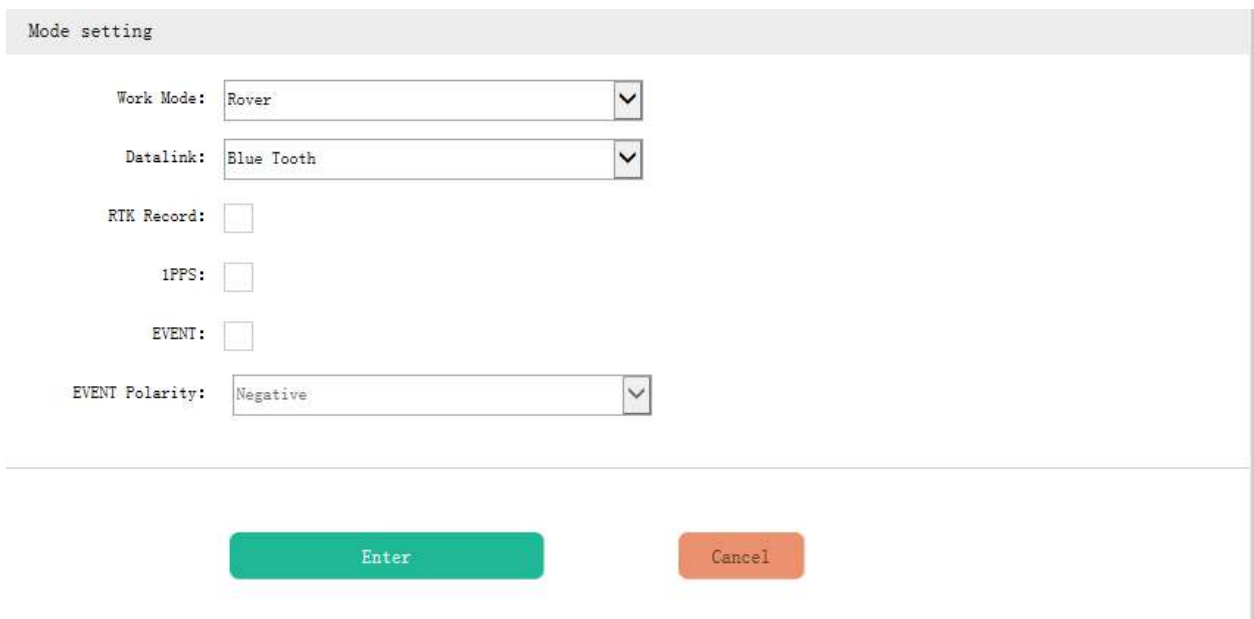 Mode setting
Work Mode: Rover
Datalink: Blue Tooth
RTK Record:
1PPS:
EVENT:
EVENT Polarity: Negative
Enter Cancel